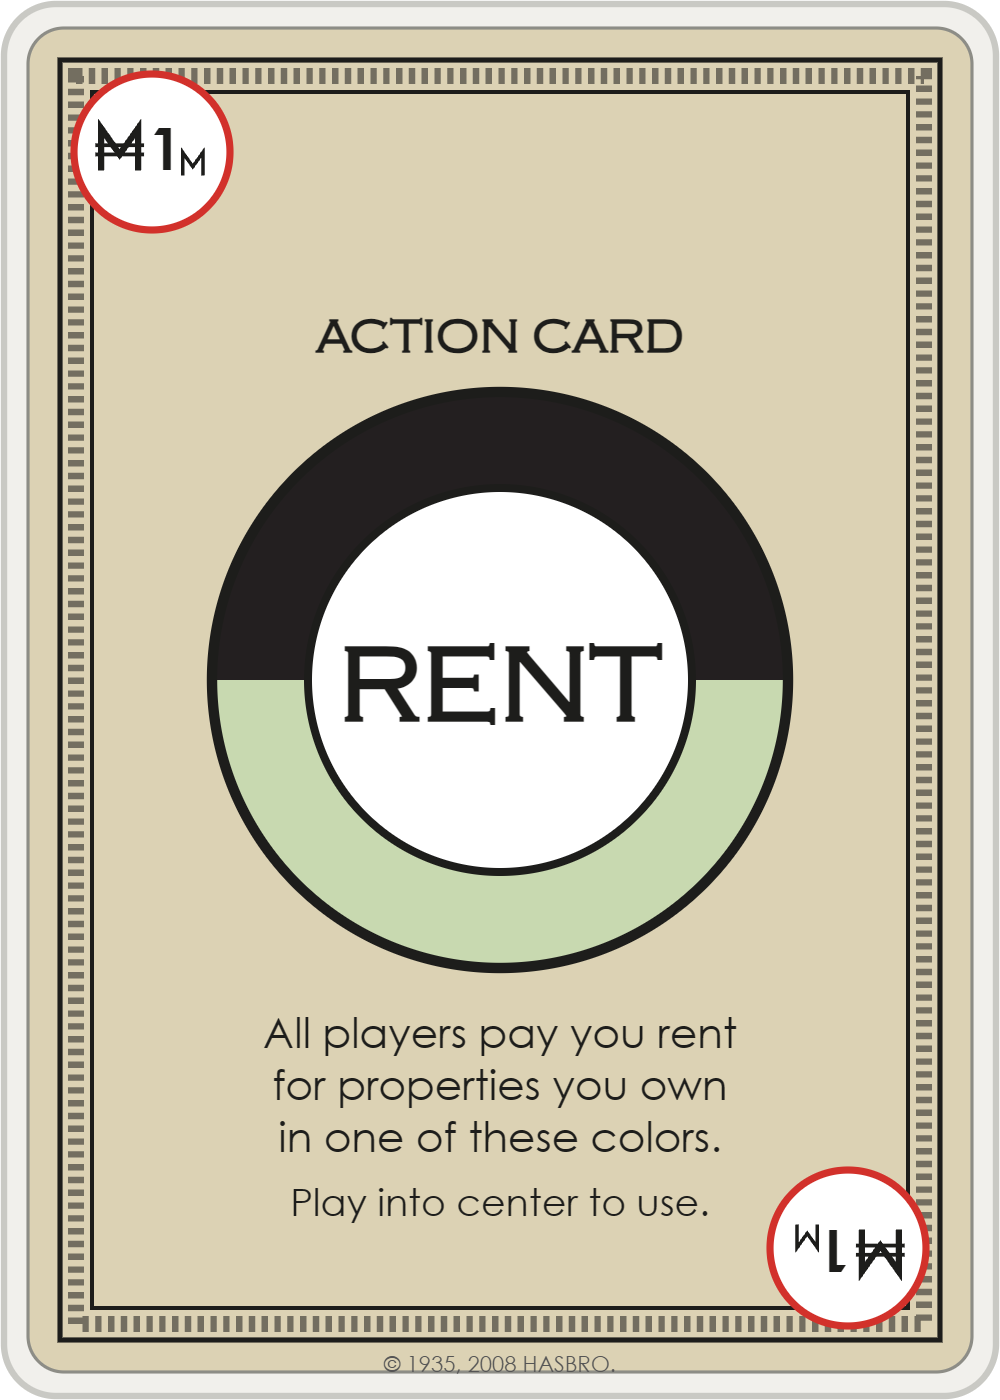 ₩1M
ACTION CARD
RENT
All players pay you rent
for properties you own
in one of these colors.
Play into center to use.
₩1M
© 1935, 2008 HASBRO.